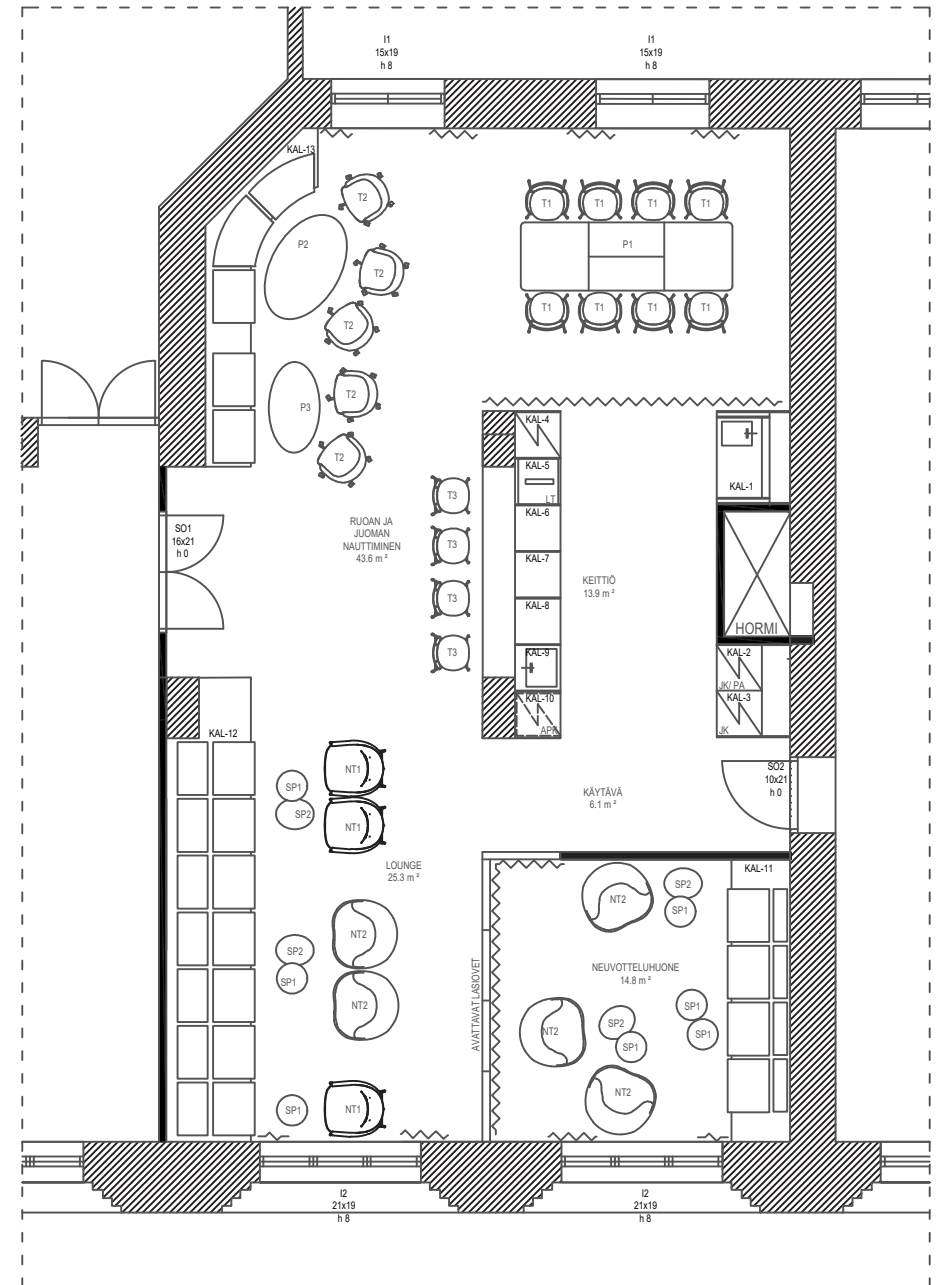 I1
15x19
h 8
I1
15x19
h 8
KAL-13
T2
P2
T2
T2
T2
P3
T2
T1
T1
T1
T1
P1
T1
T1
T1
T1
KAL-4
KAL-5
LT
KAL-6
KAL-7
KAL-8
KAL-9
KAL-10
APK
KAL-1
HORMI
KAL-2
JK/ PA
KAL-3
JK
SO1
16x21
h 0
RUOAN JA
JUOMAN
NAUTTIMINEN
43.6 m ²
T3
T3
T3
T3
KEITTIÖ
13.9 m ²
KAL-12
SP1
SP2
NT1
NT1
KÄYTÄVÄ
6.1 m ²
SO2
10x21
h 0
LOUNGE
25.3 m ²
NT2
SP2
SP1
NT2
SP1
NT1
AVATTAVAT LASIOVET
KAL-11
NT2
SP2
SP1
NEUVOTTELUHUONE
14.8 m ²
NT2
SP2
SP1
SP1
SP1
NT2
I2
21x19
h 8
I2
21x19
h 8